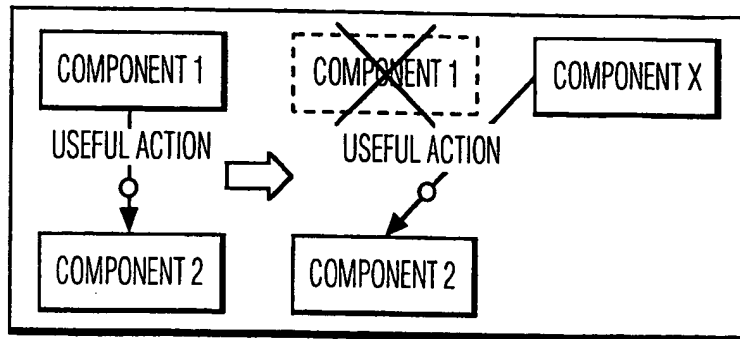 COMPONENT 1
USEFUL ACTION
COMPONENT 2
COMPONENT 1
COMPONENT X
USEFUL ACTION
COMPONENT 2